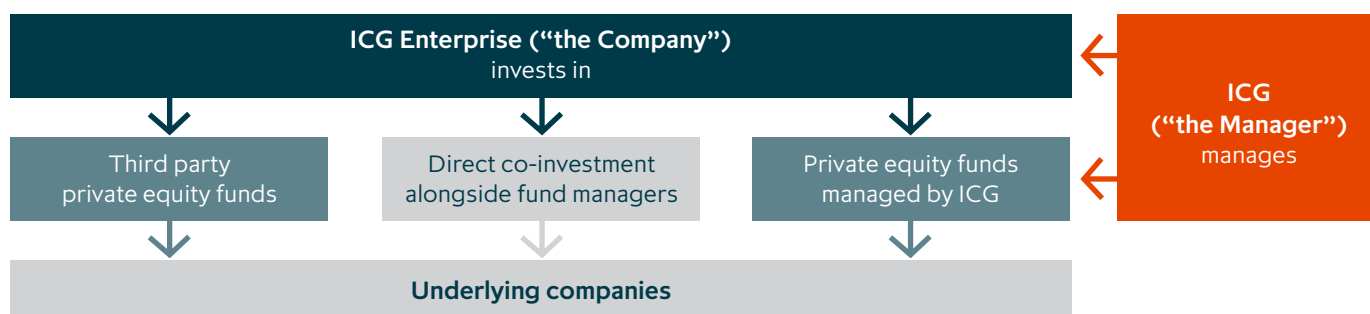 ICG Enterprise (“the Company”)
invests in
ICG
(“the Manager”)
manages
Third party
private equity funds
Direct co-investment
alongside fund managers
Private equity funds
managed by ICG
Underlying companies